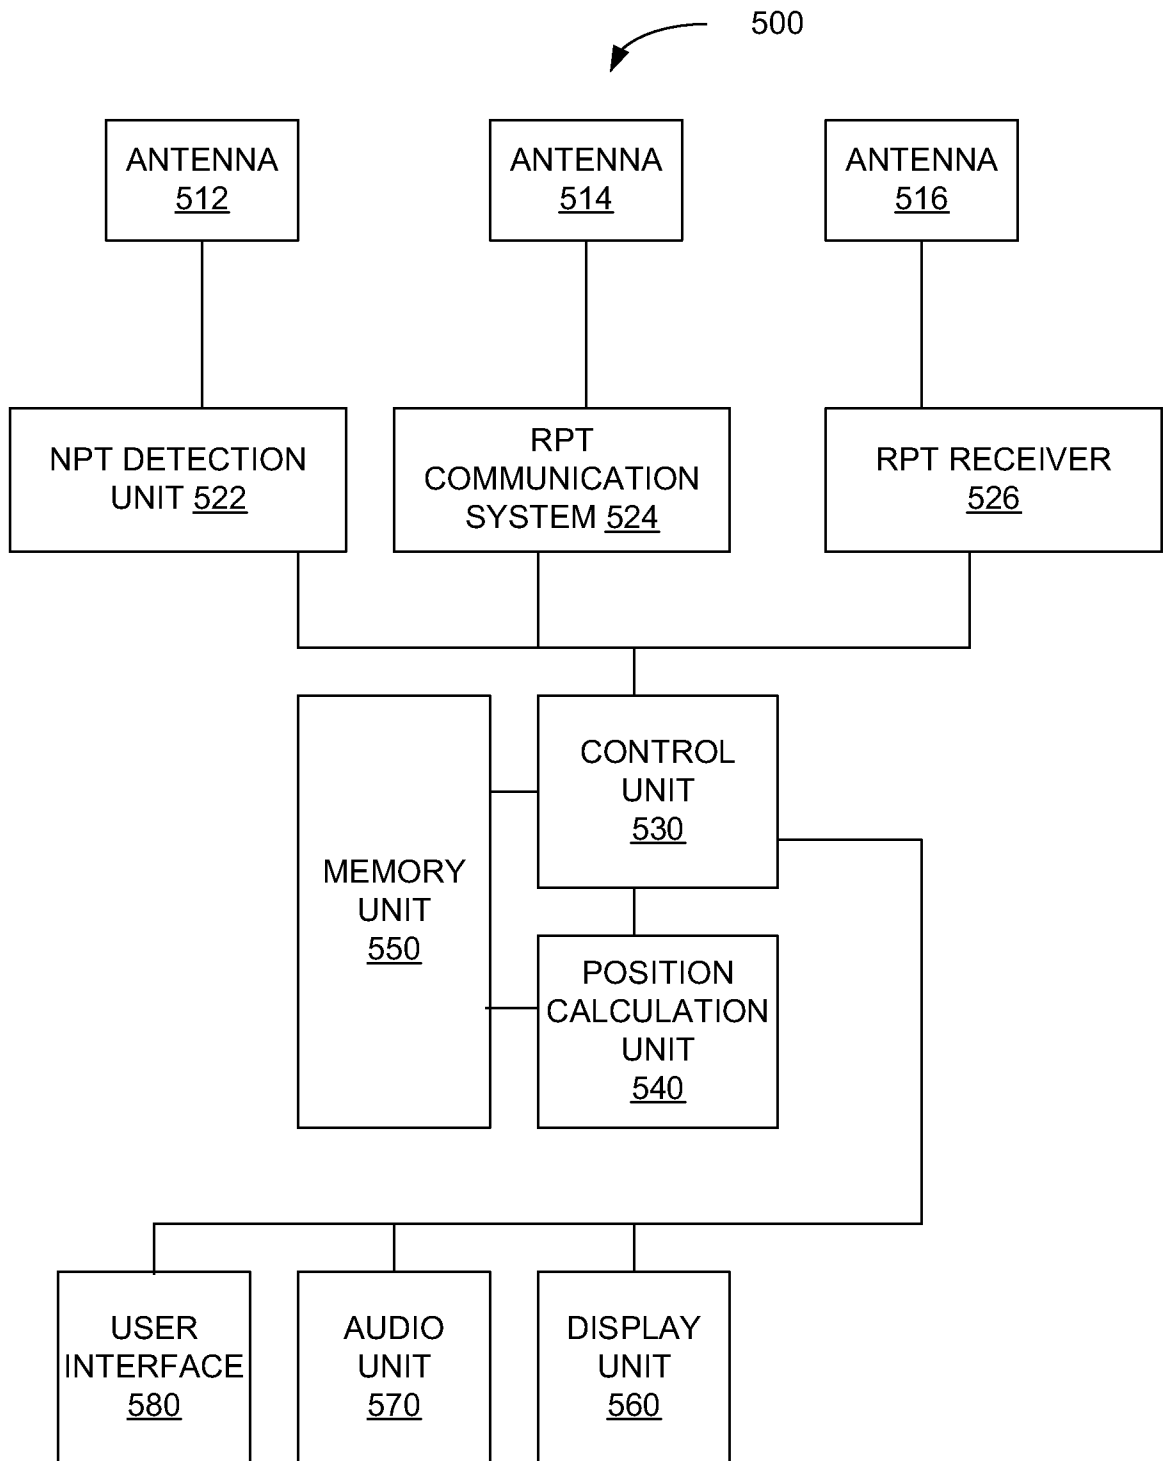 500
ANTENNA
512
ANTENNA
514
ANTENNA
516
NPT DETECTION
UNIT 522
RPT
COMMUNICATION
SYSTEM 524
RPT RECEIVER
526
CONTROL
UNIT
530
MEMORY
UNIT
550
POSITION
CALCULATION
UNIT
540
USER
INTERFACE
580
AUDIO
UNIT
570
DISPLAY
UNIT
560